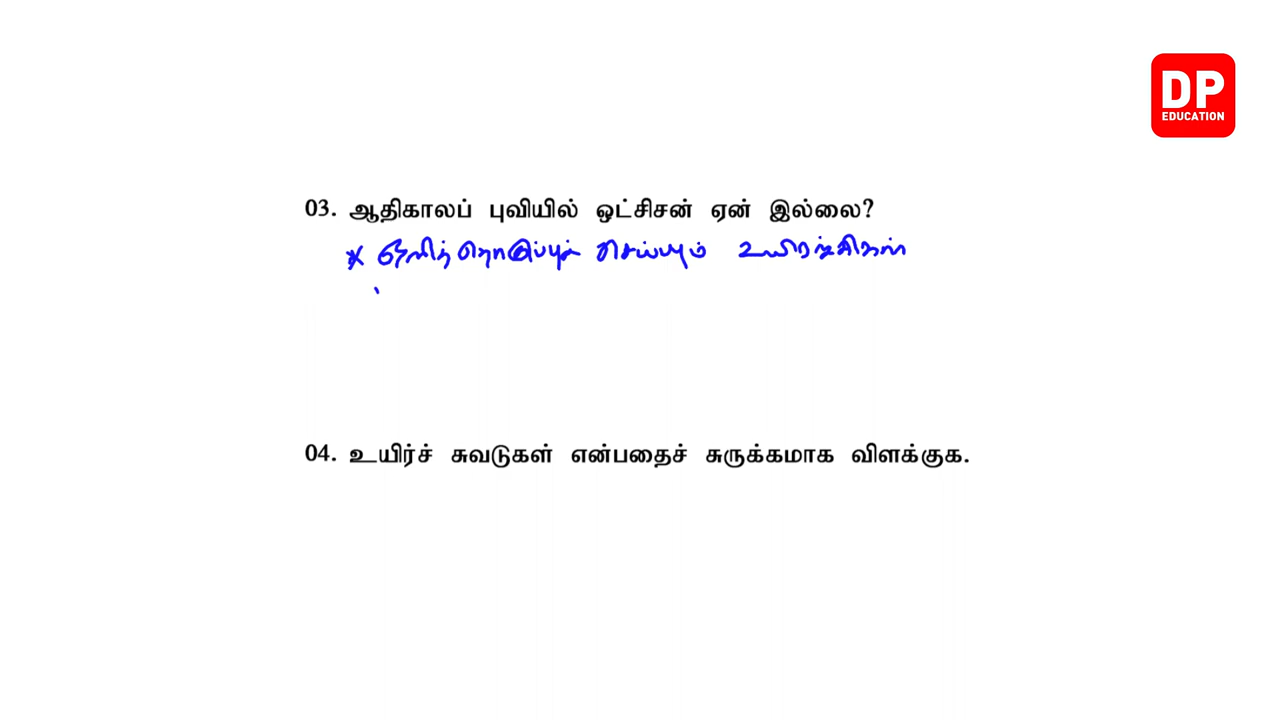 DP
EDUCATION
03. ஆதிகாலப் புவியில் ஒட்சிசன் ஏன் இல்லை?
* ஒளித்தொகுப்புச் செய்யும் உயிரங்கிகள்
04. உயிர்ச் சுவடுகள் என்பதைச் சுருக்கமாக விளக்குக.